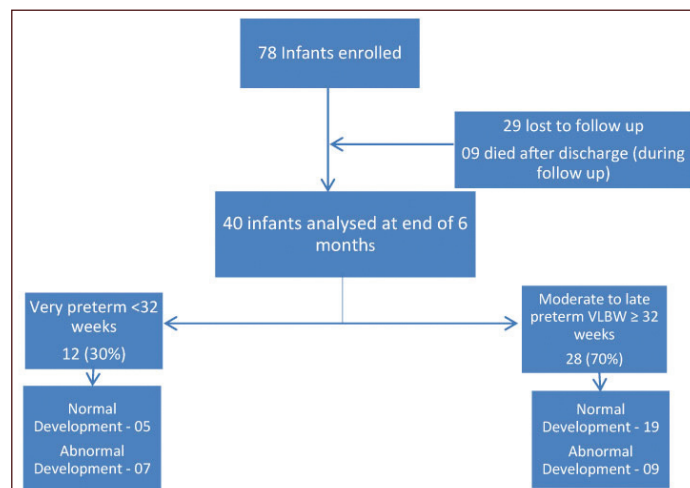 78 Infants enrolled
29 lost to follow up
09 died after discharge (during
follow up)
40 infants analysed at end of 6
months
Very preterm <32
weeks
12 (30%)
Moderate to late
preterm VLBW ≥ 32
weeks
28 (70%)
Normal
Development - 05
Abnormal
Development - 07
Normal
Development - 19
Abnormal
Development - 09